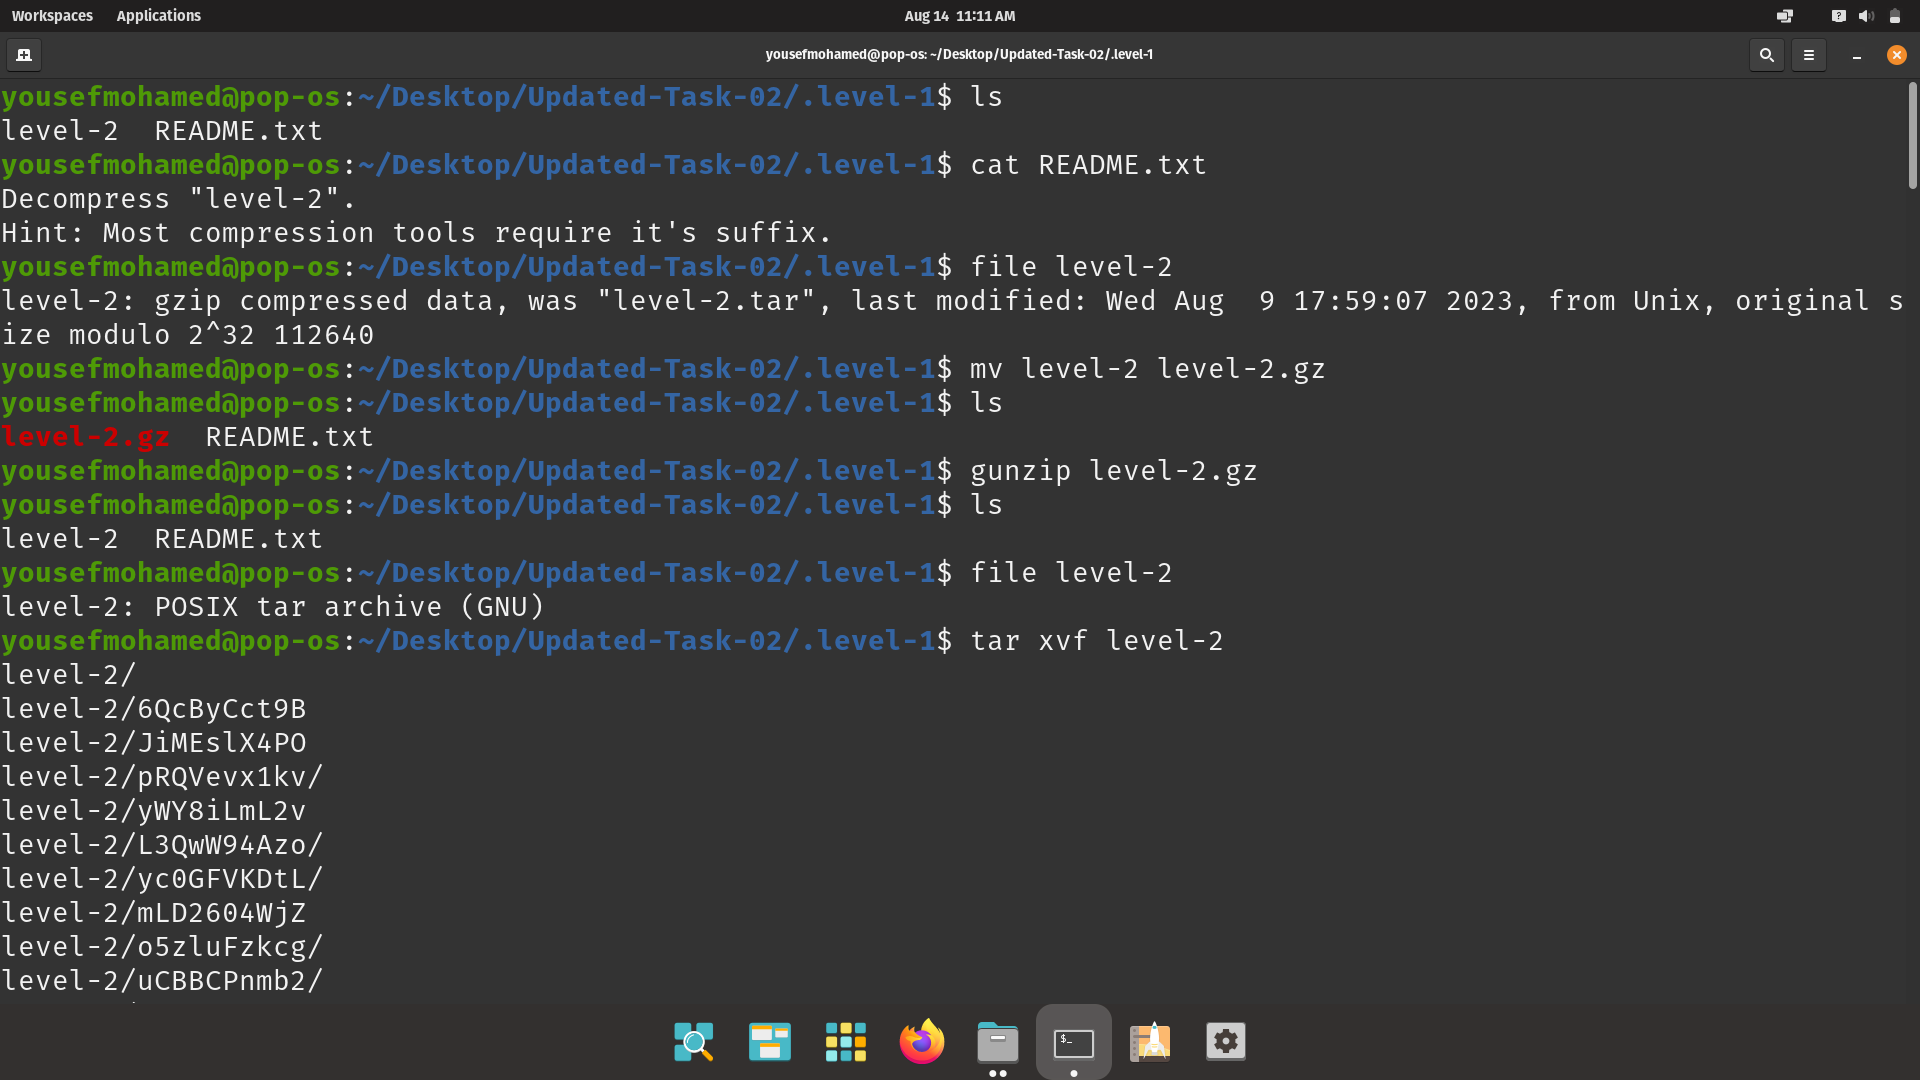 Workspaces Applications Aug 14 11:11 AM
yousefmohamed@pop-os: ~/Desktop/Updated-Task-02/.level-1
yousefmohamed@pop-os:~/Desktop/Updated-Task-02/.level-1$ ls
level-2  README.txt
yousefmohamed@pop-os:~/Desktop/Updated-Task-02/.level-1$ cat README.txt
Decompress "level-2".
Hint: Most compression tools require it's suffix.
yousefmohamed@pop-os:~/Desktop/Updated-Task-02/.level-1$ file level-2
level-2: gzip compressed data, was "level-2.tar", last modified: Wed Aug  9 17:59:07 2023, from Unix, original s
ize modulo 2^32 112640
yousefmohamed@pop-os:~/Desktop/Updated-Task-02/.level-1$ mv level-2 level-2.gz
yousefmohamed@pop-os:~/Desktop/Updated-Task-02/.level-1$ ls
level-2.gz  README.txt
yousefmohamed@pop-os:~/Desktop/Updated-Task-02/.level-1$ gunzip level-2.gz
yousefmohamed@pop-os:~/Desktop/Updated-Task-02/.level-1$ ls
level-2  README.txt
yousefmohamed@pop-os:~/Desktop/Updated-Task-02/.level-1$ file level-2
level-2: POSIX tar archive (GNU)
yousefmohamed@pop-os:~/Desktop/Updated-Task-02/.level-1$ tar xvf level-2
level-2/
level-2/6QcByCct9B
level-2/JiMEslX4PO
level-2/pRQVevx1kv/
level-2/yWY8iLmL2v
level-2/L3QwW94Azo/
level-2/yc0GFVKDtL/
level-2/mLD2604WjZ
level-2/o5zluFzkcg/
level-2/uCBBCPnmb2/
$_